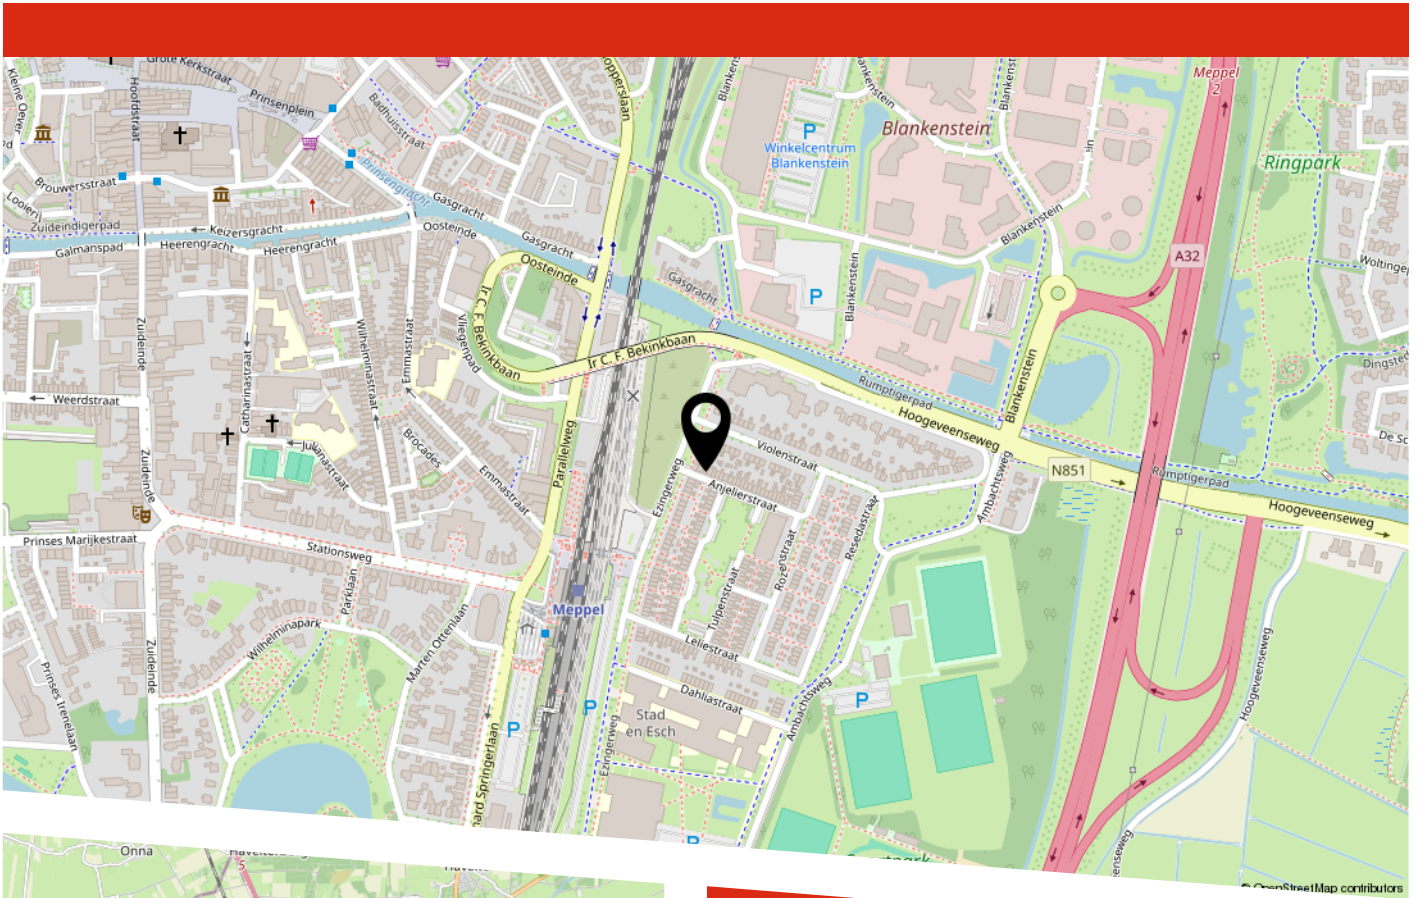 Grote Kerkstraat
Kleine Oever
Hoofdstraat
Prinsenplein
Badhuisstraat
Prinsengracht
Brouwersstraat
Zuideindigerpad
Keizersgracht
Galmanspad
Heerengracht
Heerengracht
Gasgracht
Oosteinde
Gasgracht
Oosteinde
Gasgracht
Ir C. F. Bekinkbaan
Ir C. F. Bekinkbaan
Vliegenpad
Zuideinde
Catharinastraat
Wilhelminastraat
Emmastraat
Weerdstraat
Julianastraat
Brocades
Emmastraat
Parallelweg
Zuideinde
Prinses Marijkestraat
Stationsweg
Parklaan
Wilhelminapark
Marten Ottenlaan
Zuideinde
Prinses Irenelaan
Meppel
Ezingerweg
Violenstraat
Anjelierstraat
Rozenstraat
Resedastraat
Tulpenstraat
Leliestraat
Dahliastraat
Stad
en Esch
Ezingerweg
Ambachtsweg
Ambachtsweg
P
Winkelcentrum
Blankenstein
Blankenstein
Blankenstein
Blankenstein
Blankenstein
P
Rumptigerpad
Hoogeveenseweg
N851
Rumptigerpad
Hoogeveenseweg
Hoogeveenseweg
Meppel
2
A32
Ringpark
P
P
P
P
Onna
5
© OpenStreetMap contributors